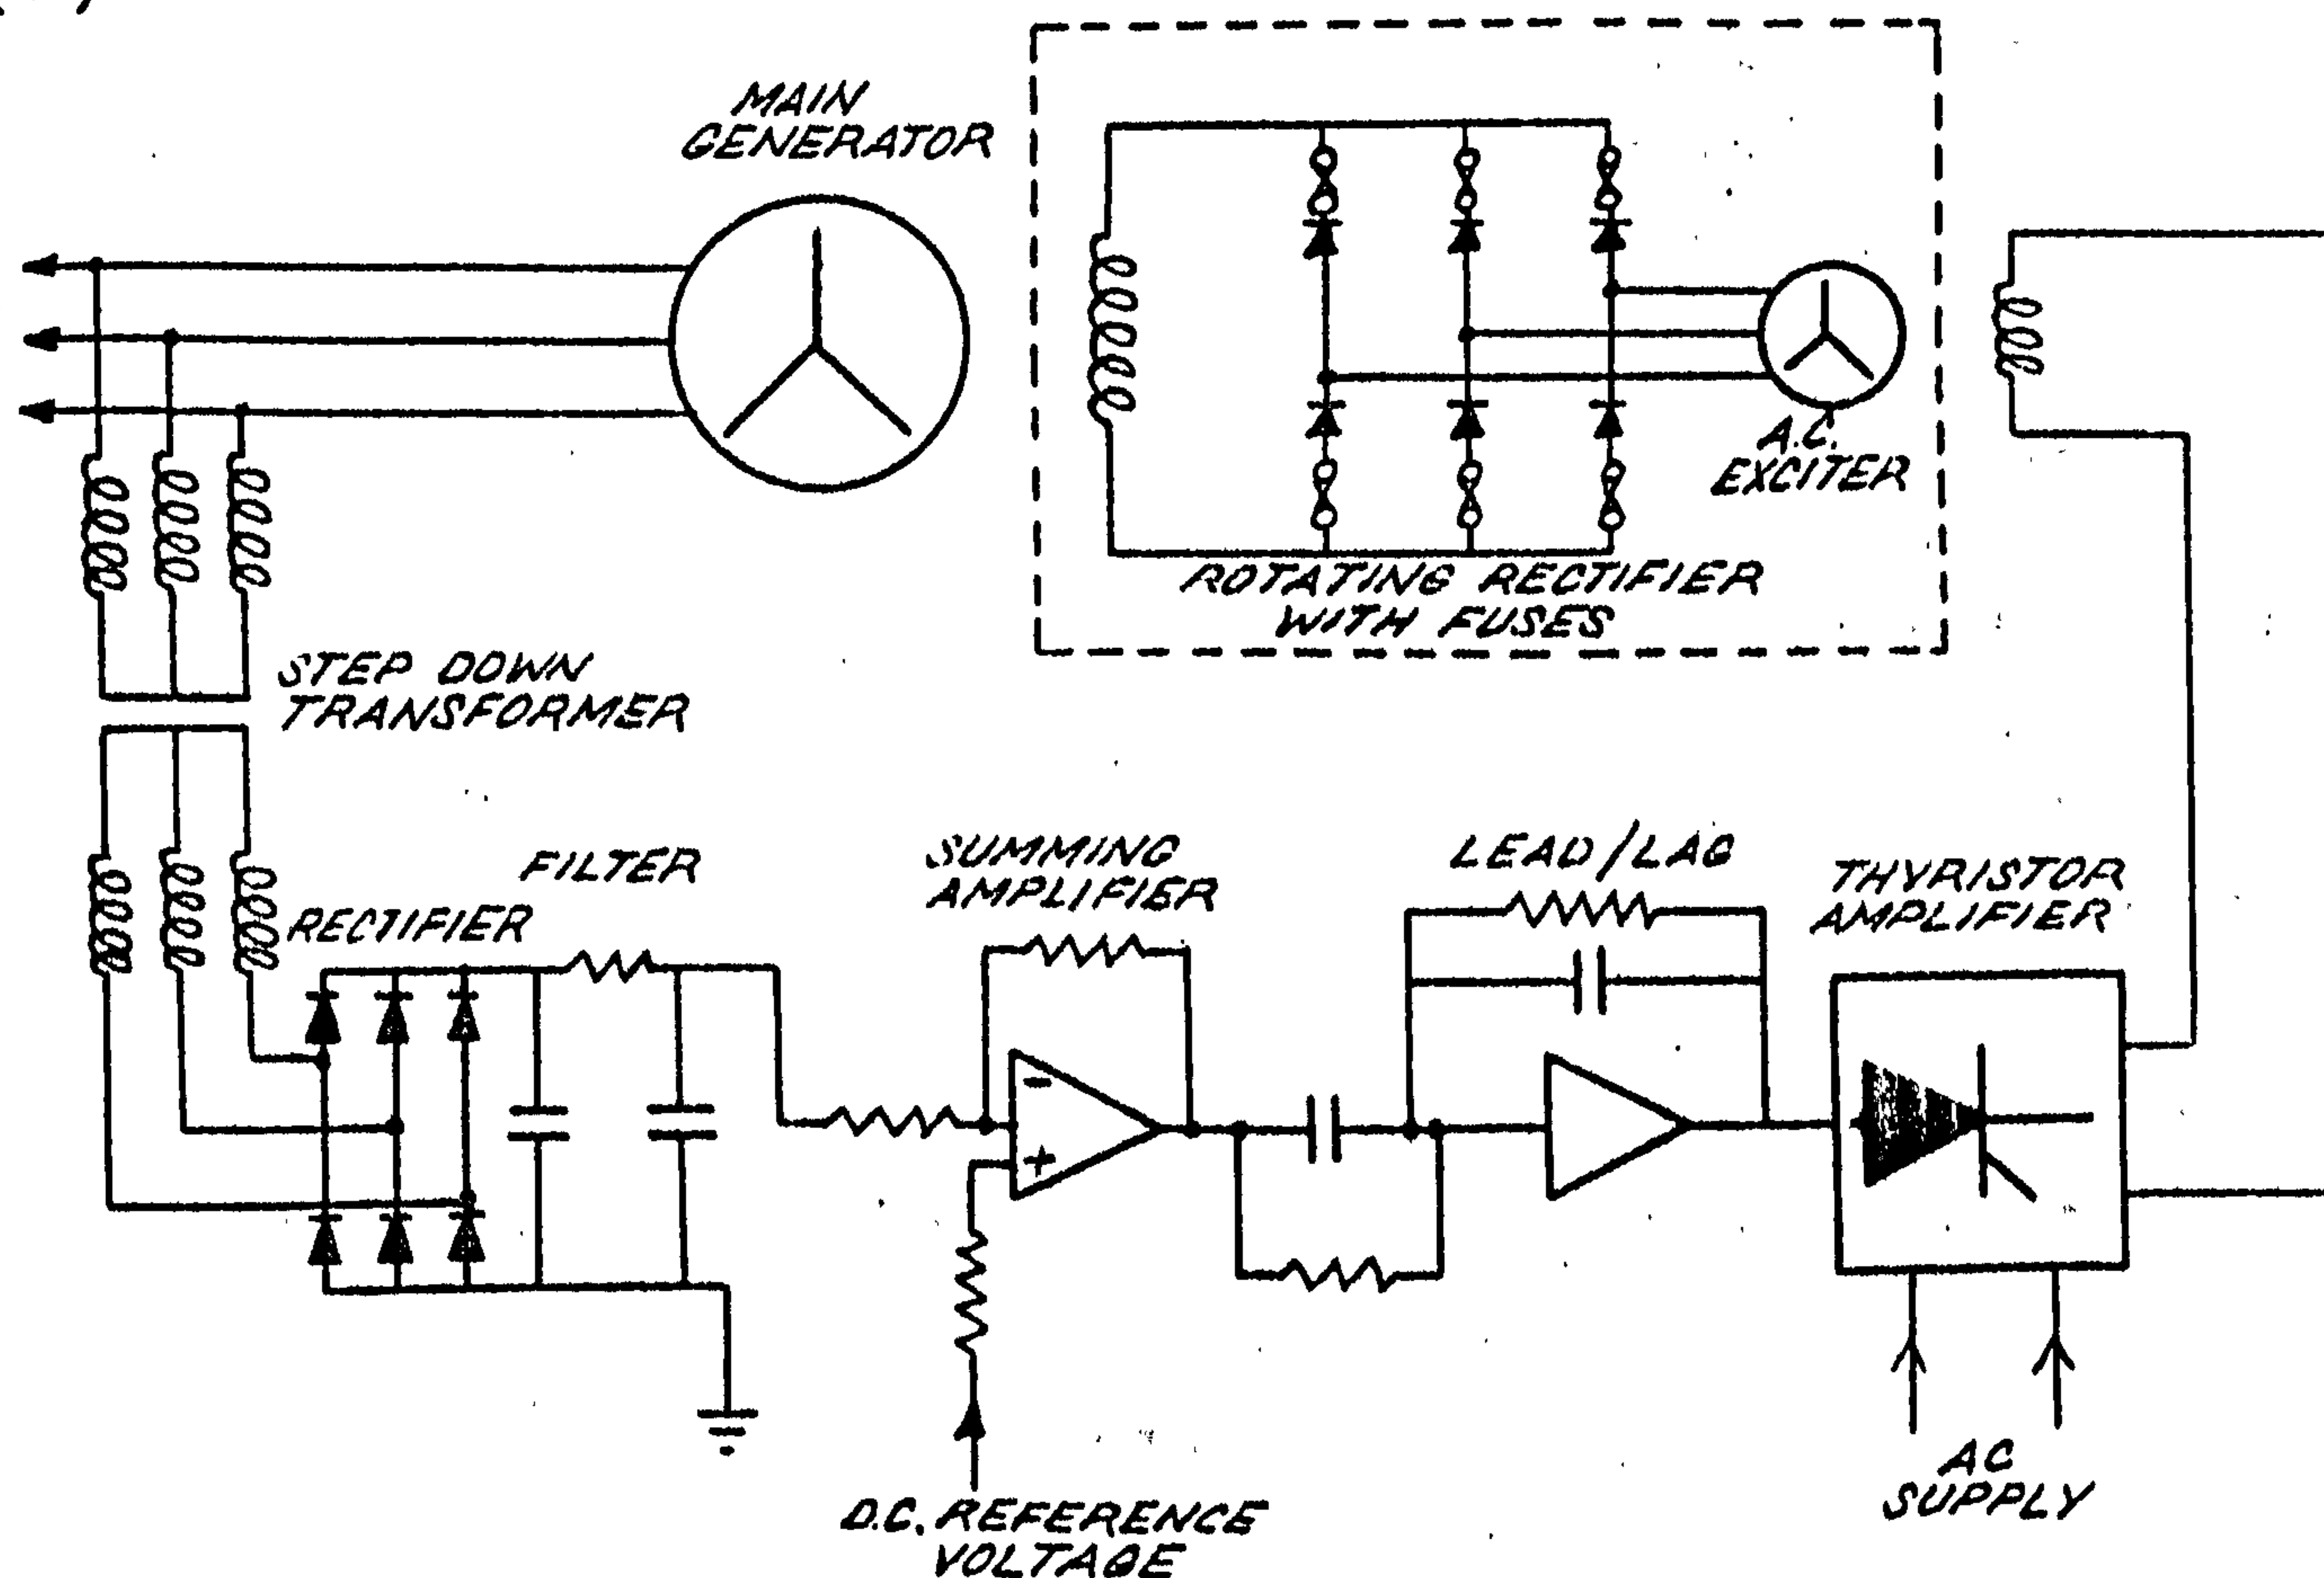 MAIN
GENERATOR
A.C.
EXCITER
ROTATING RECTIFIER
WITH FUSES
STEP DOWN
TRANSFORMER
RECTIFIER
FILTER
SUMMING
AMPLIFIER
LEAD/LAG
THYRISTOR
AMPLIFIER
-
+
D.C. REFERENCE
VOLTAGE
AC
SUPPLY